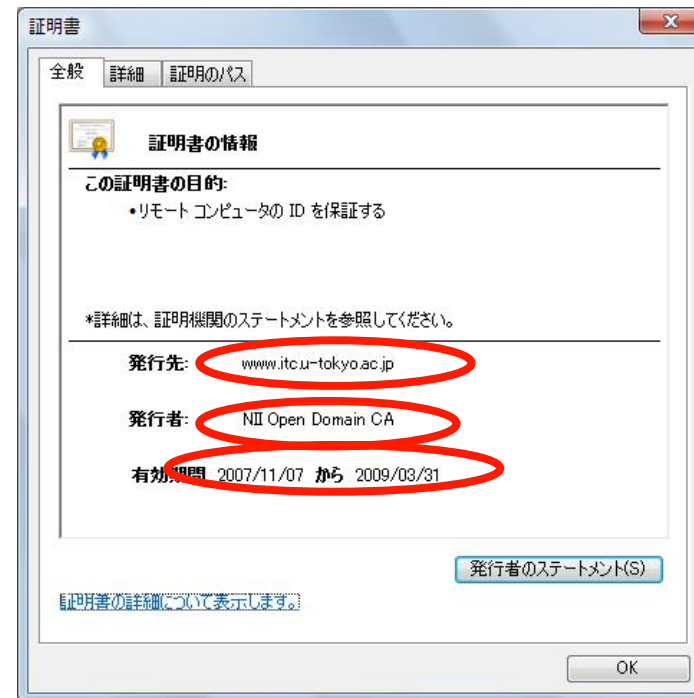 証明書
全般 詳細 証明のパス
証明書の情報
この証明書の目的:
•リモート コンピュータの ID を保証する
*詳細は、証明機関のステートメントを参照してください。
発行先: www.itc.u-tokyo.ac.jp
発行者: NII Open Domain CA
有効期間 2007/11/07 から 2009/03/31
発行者のステートメント(S)
証明書の詳細について表示します。
OK